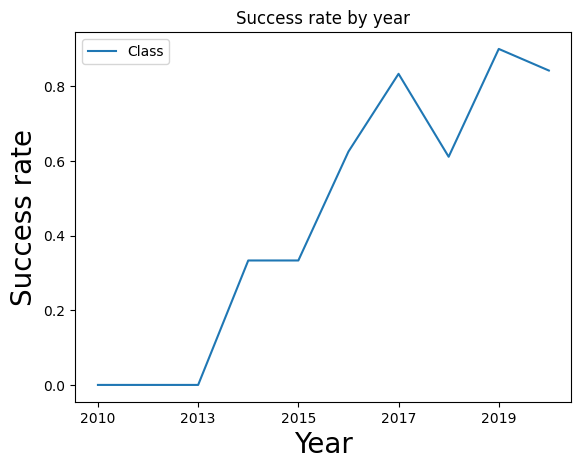 Success rate by year
Class
Success rate
0.8
0.6
0.4
0.2
0.0
2010 2013 2015 2017 2019
Year